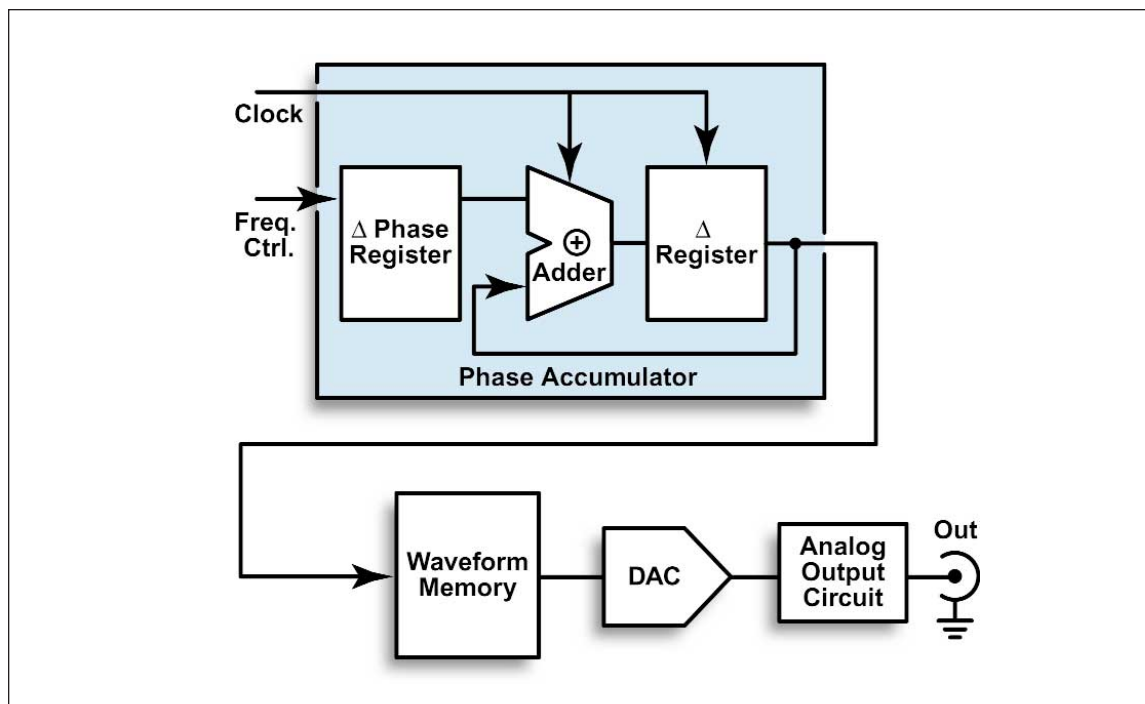 Clock
Freq.
Ctrl.
Δ Phase
Register
Adder
Δ
Register
Phase Accumulator
Waveform
Memory
DAC
Analog
Output
Circuit
Out